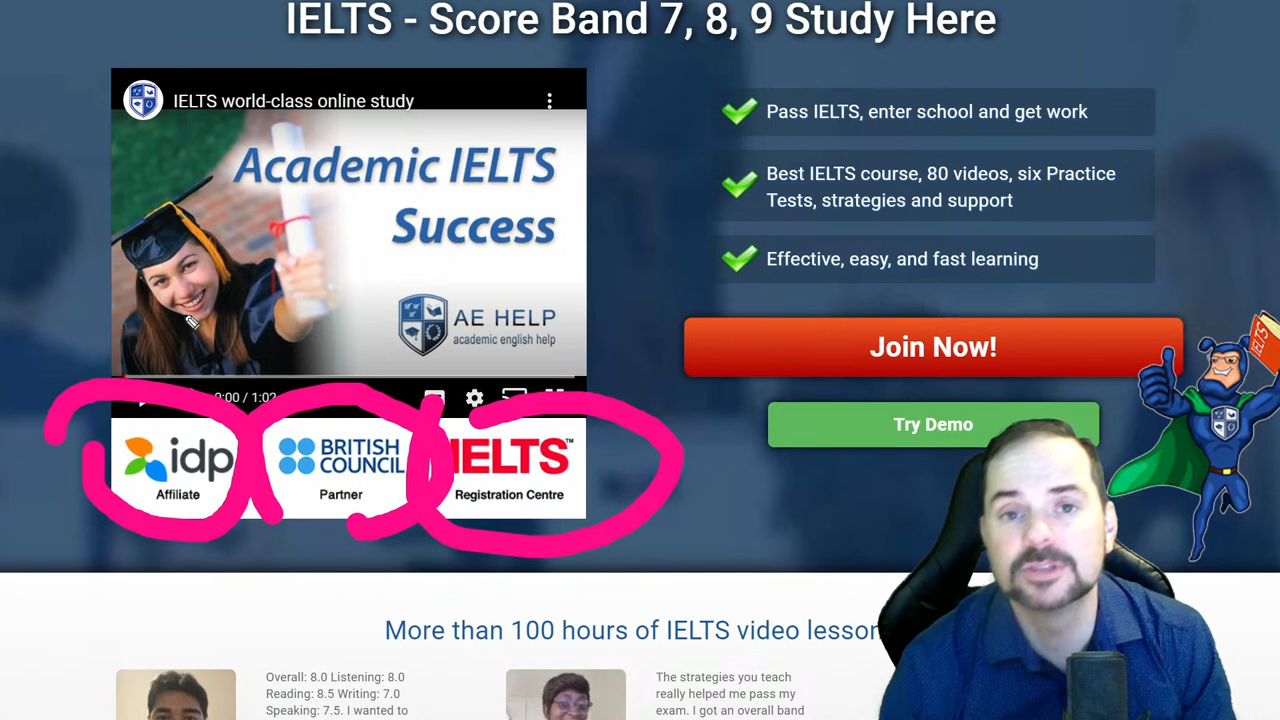 IELTS - Score Band 7, 8, 9 Study Here
IELTS world-class online study
Academic IELTS
Success
AE HELP
academic english help
0:00 / 1:02
idp
Affiliate
BRITISH
COUNCIL
Partner
IELTS™
Registration Centre
Pass IELTS, enter school and get work
Best IELTS course, 80 videos, six Practice
Tests, strategies and support
Effective, easy, and fast learning
Join Now!
Try Demo
IELTS
More than 100 hours of IELTS video lesson
Overall: 8.0 Listening: 8.0
Reading: 8.5 Writing: 7.0
Speaking: 7.5. I wanted to
The strategies you teach
really helped me pass my
exam. I got an overall band